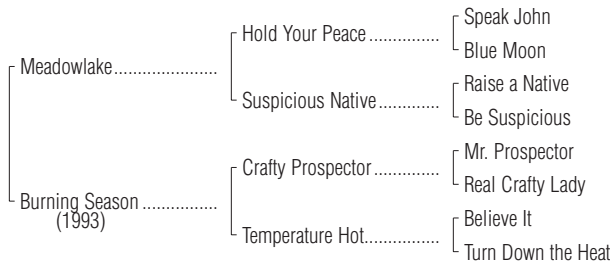 Speak John
Hold Your Peace ..............
Blue Moon
Meadowlake.....................
Raise a Native
Suspicious Native.............
Be Suspicious
Mr. Prospector
Crafty Prospector..............
Real Crafty Lady
Burning Season ...............
(1993)
Believe It
Temperature Hot................
Turn Down the Heat